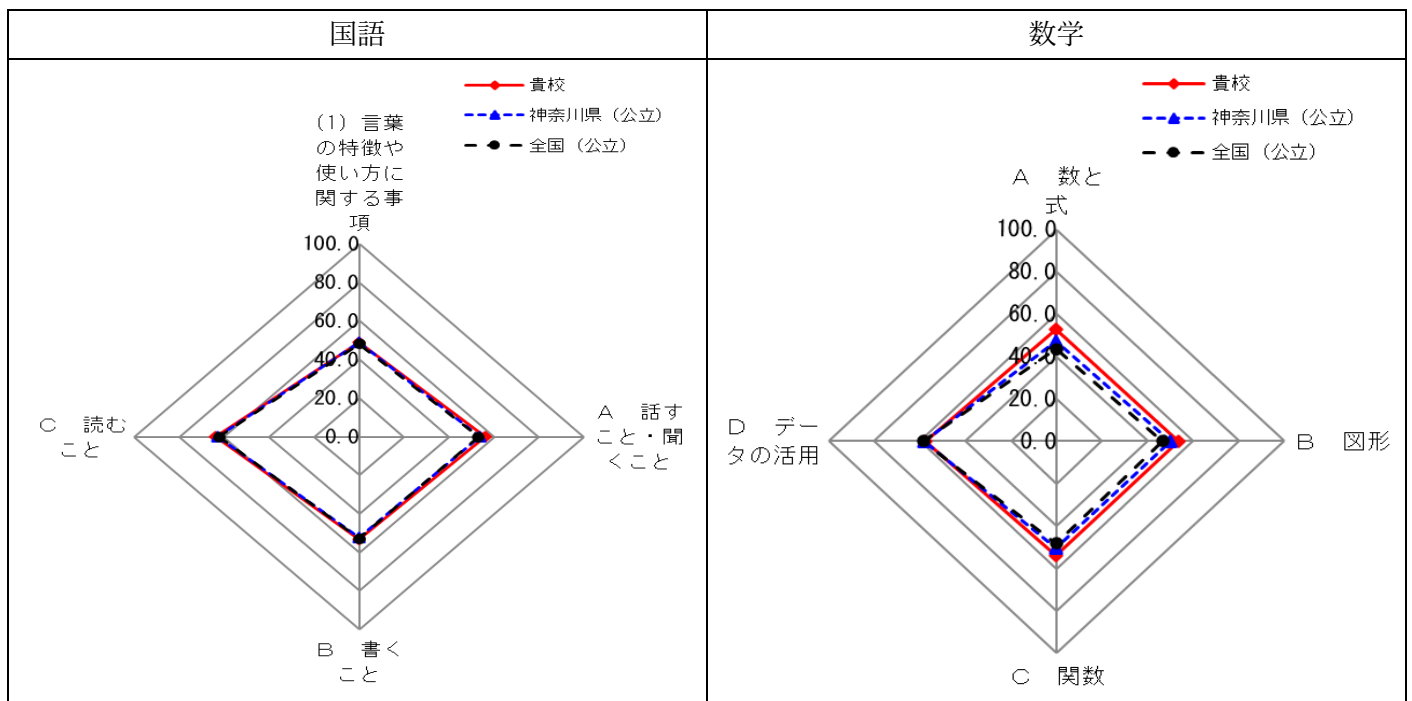 国語
数学
貴校
神奈川県（公立）
全国（公立）
(1) 言葉
の特徴や
使い方に
関する事
項
100.0
80.0
60.0
40.0
20.0
0.0
A 話す
こと・聞
くこと
B 書く
こと
C 読む
こと
貴校
神奈川県（公立）
全国（公立）
A 数と
式
100.0
80.0
60.0
40.0
20.0
0.0
B 図形
C 関数
D デー
タの活用